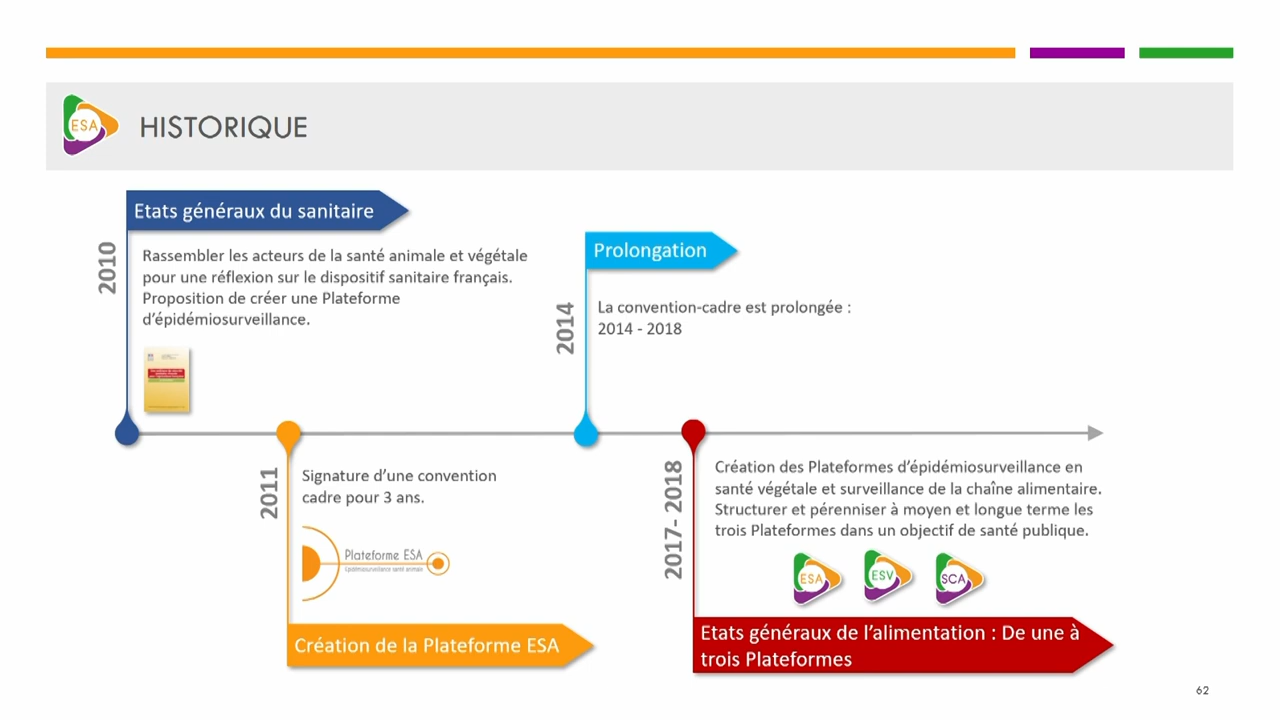 ESA
HISTORIQUE
Etats généraux du sanitaire
2010
Rassembler les acteurs de la santé animale et végétale
pour une réflexion sur le dispositif sanitaire français.
Proposition de créer une Plateforme
d’épidémiosurveillance.
Prolongation
2014
La convention-cadre est prolongée :
2014 - 2018
2011
Signature d’une convention
cadre pour 3 ans.
Plateforme ESA
Epidémiosurveillance santé animale
Création de la Plateforme ESA
2017- 2018
Création des Plateformes d’épidémiosurveillance en
santé végétale et surveillance de la chaîne alimentaire.
Structurer et pérenniser à moyen et longue terme les
trois Plateformes dans un objectif de santé publique.
ESA
ESV
SCA
Etats généraux de l’alimentation : De une à
trois Plateformes
62